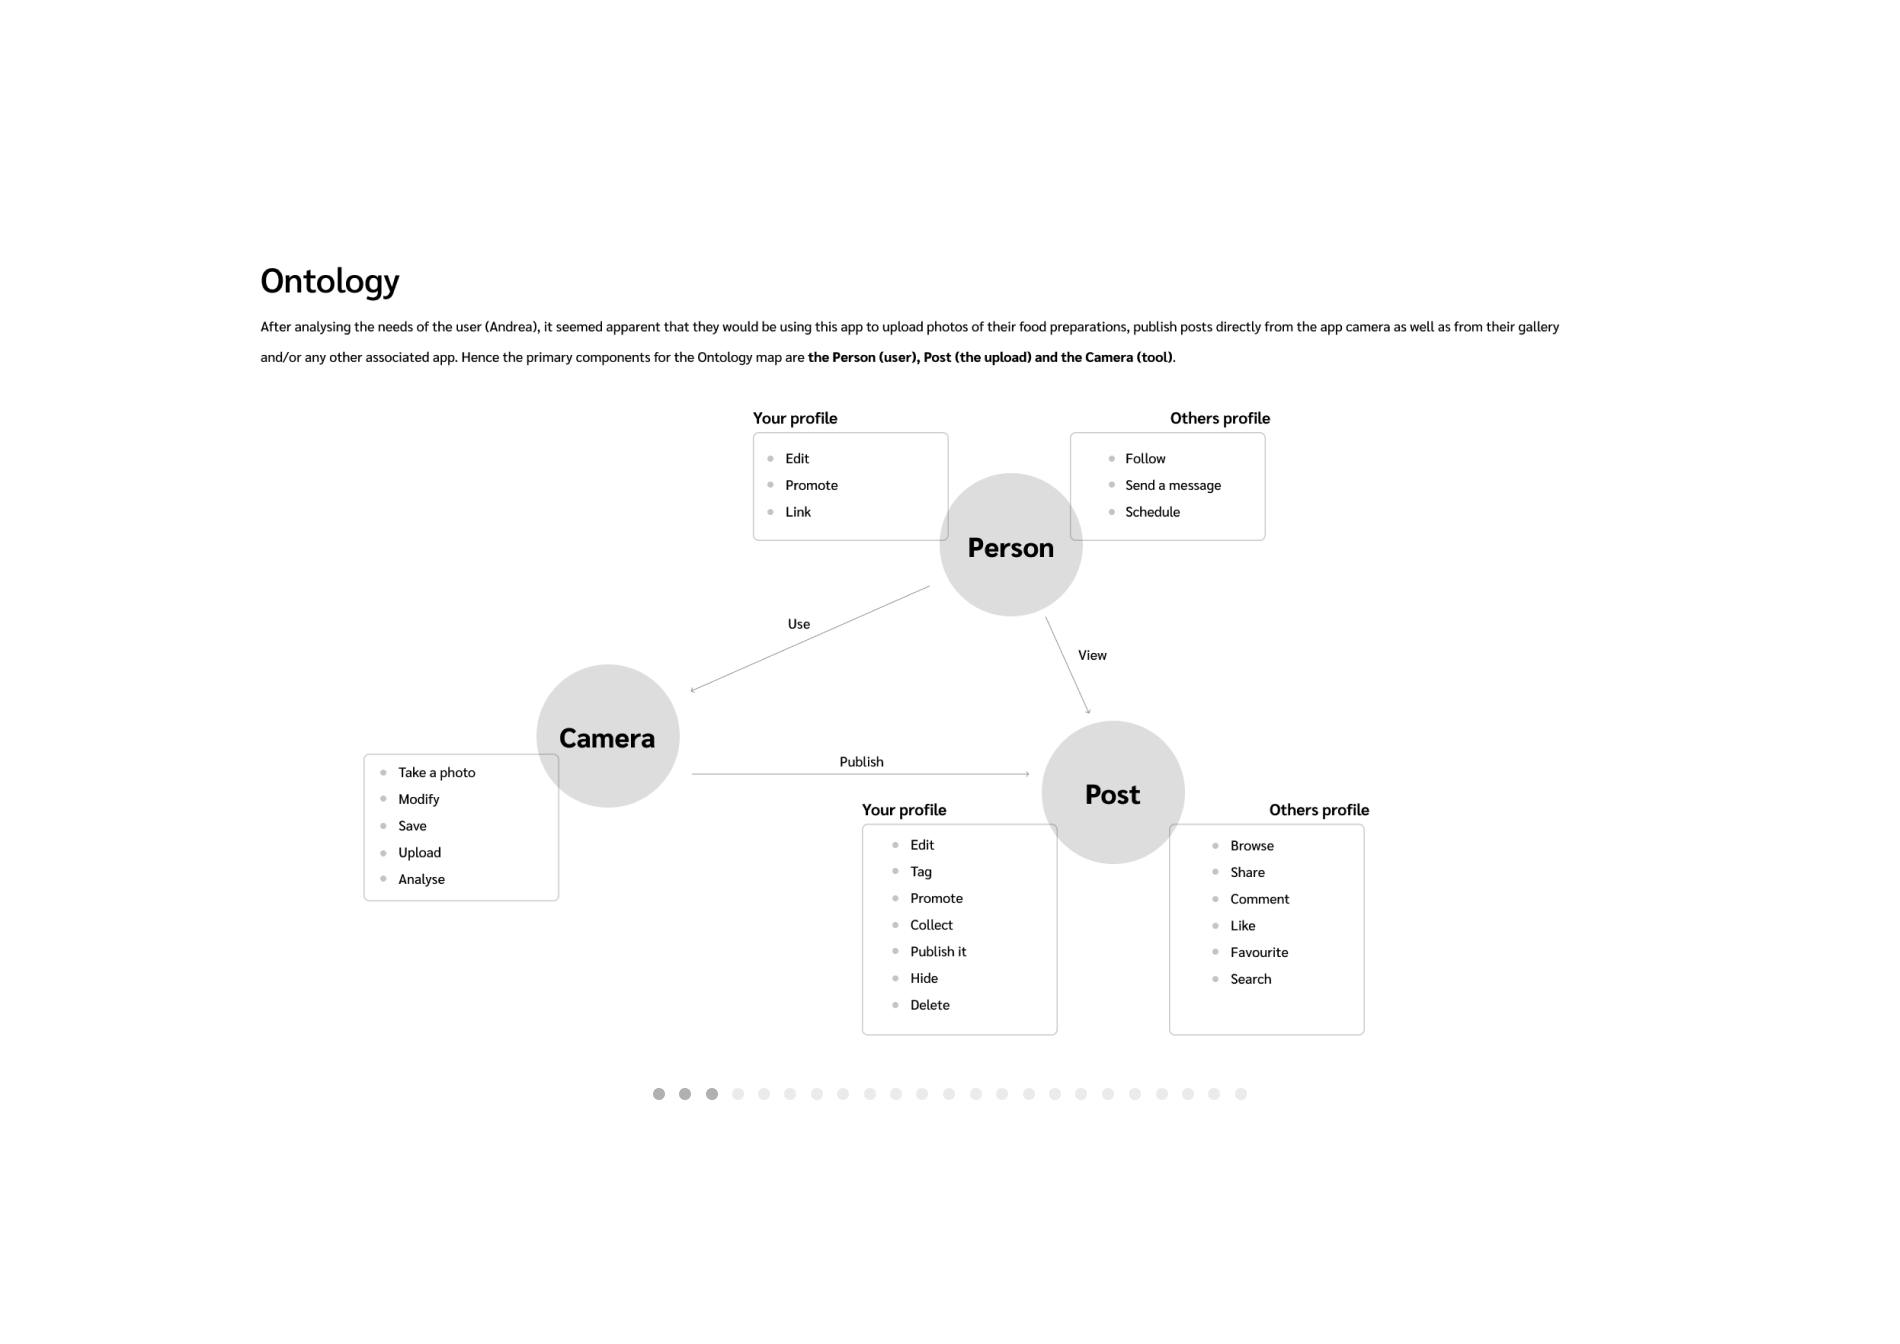 Ontology
After analysing the needs of the user (Andrea), it seemed apparent that they would be using this app to upload photos of their food preparations, publish posts directly from the app camera as well as from their gallery
and/or any other associated app. Hence the primary components for the Ontology map are the Person (user), Post (the upload) and the Camera (tool).
Your profile
Edit
Promote
Link
Others profile
Follow
Send a message
Schedule
Person
Use
View
Camera
Take a photo
Modify
Save
Upload
Analyse
Publish
Post
Your profile
Edit
Tag
Promote
Collect
Publish it
Hide
Delete
Others profile
Browse
Share
Comment
Like
Favourite
Search